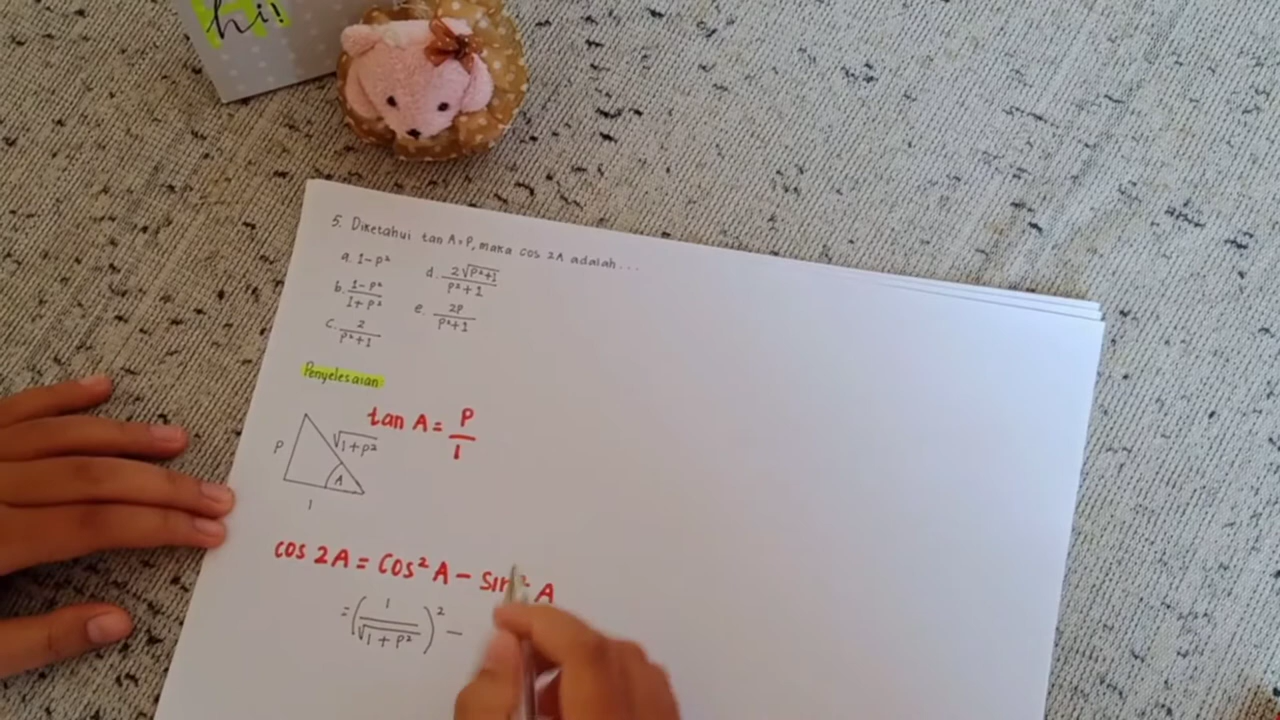 hi!
5. Diketahui tan A=P, maka cos 2A adalah...
a. 1-p²
b. 1-p² / 1+p²
c. 2 / p²+1
d. 2√p²+1 / p²+1
e. 2p / p²+1
Penyelesaian
tan A = P / 1
P
√1+p²
A
1
cos 2A = Cos² A - sin² A
= (1 / √1+p²)² -